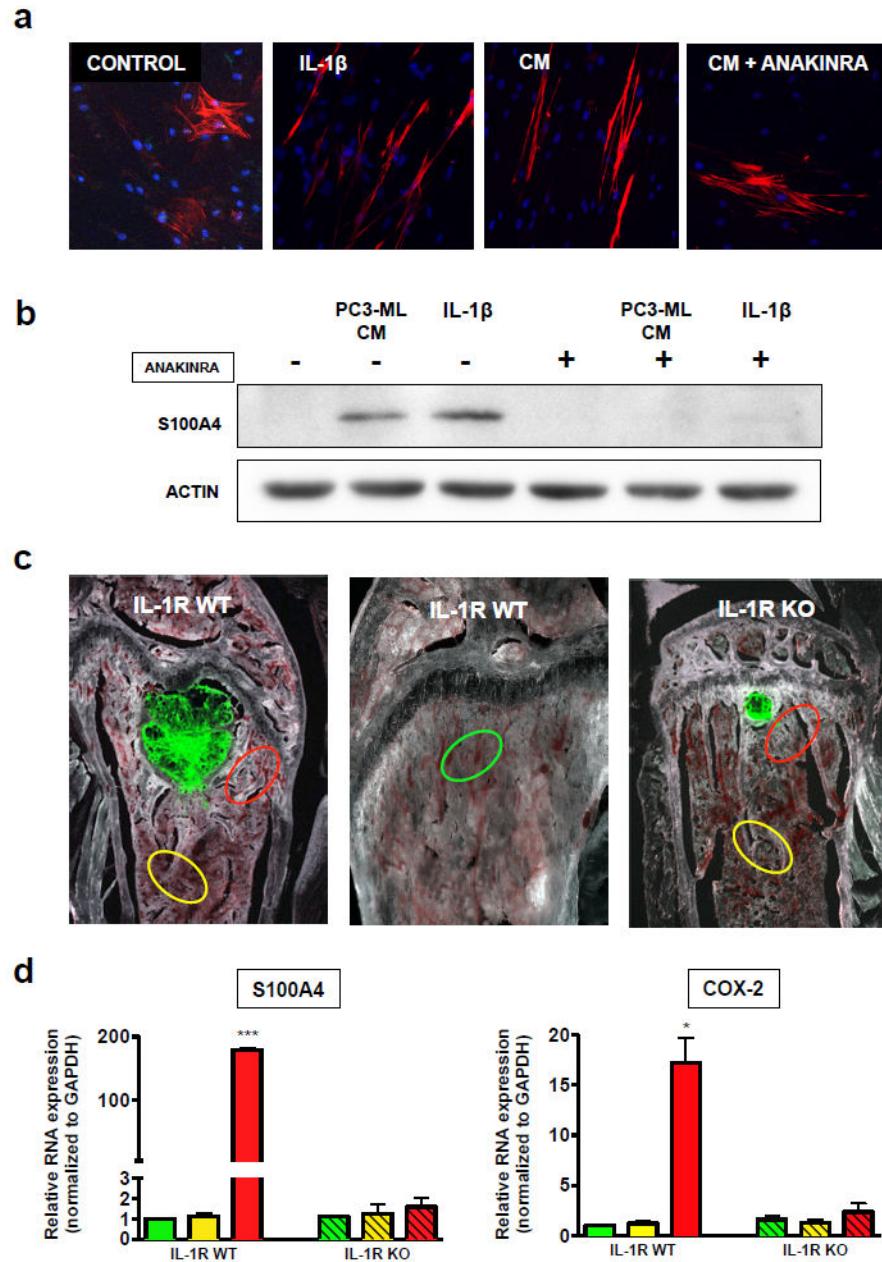 a
CONTROL
IL-1β
CM
CM + ANAKINRA
b
PC3-ML
CM
IL-1β
PC3-ML
CM
IL-1β
ANAKINRA
- - - + + +
S100A4
ACTIN
c
IL-1R WT
IL-1R WT
IL-1R KO
d
S100A4
Relative RNA expression
(normalized to GAPDH)
200
100
3
2
1
0
***
IL-1R WT
IL-1R KO
COX-2
Relative RNA expression
(normalized to GAPDH)
20
15
10
5
0
*
IL-1R WT
IL-1R KO